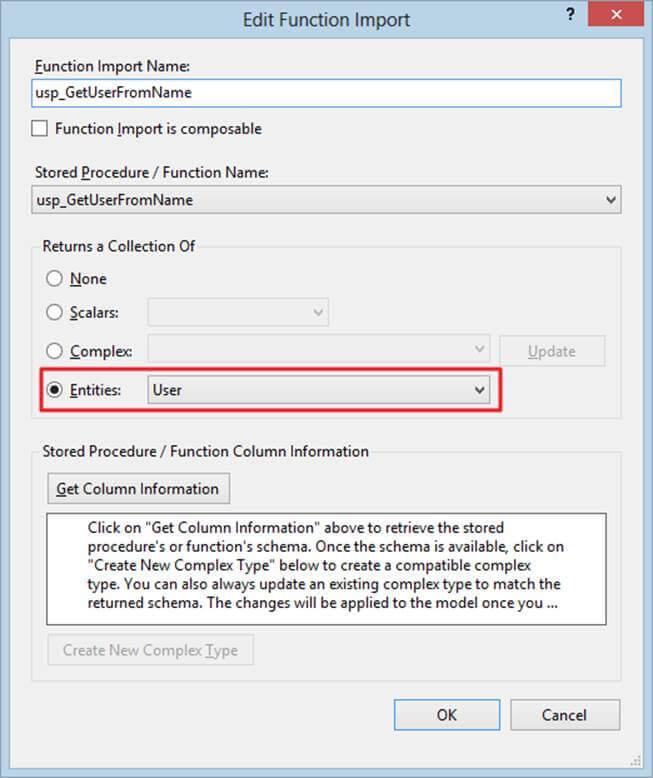 Edit Function Import
?
Function Import Name:
usp_GetUserFromName
Function Import is composable
Stored Procedure / Function Name:
usp_GetUserFromName
Returns a Collection Of
None
Scalars:
Complex:
Update
Entities:
User
Stored Procedure / Function Column Information
Get Column Information
Click on "Get Column Information" above to retrieve the stored
procedure's or function's schema. Once the schema is available, click on
"Create New Complex Type" below to create a compatible complex
type. You can also always update an existing complex type to match the
returned schema. The changes will be applied to the model once you ...
Create New Complex Type
OK
Cancel